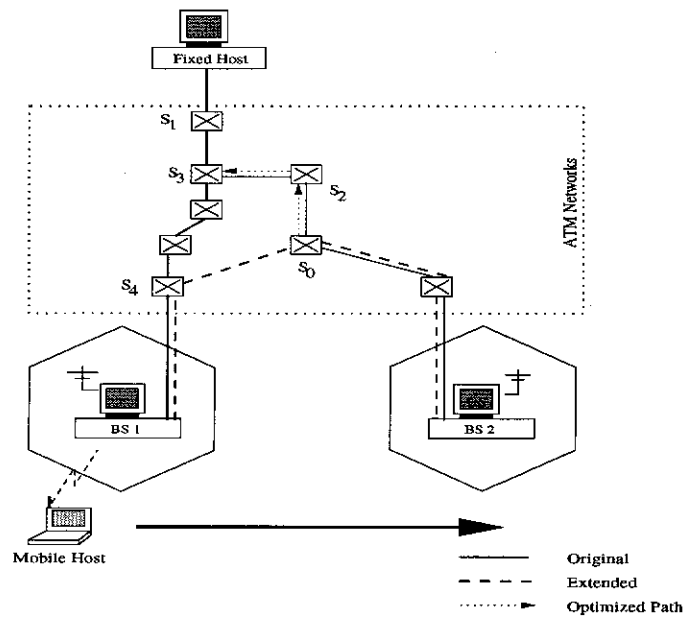 Fixed Host
S1
S3
S2
ATM Networks
S0
S4
BS 1
BS 2
Mobile Host
Original
Extended
Optimized Path